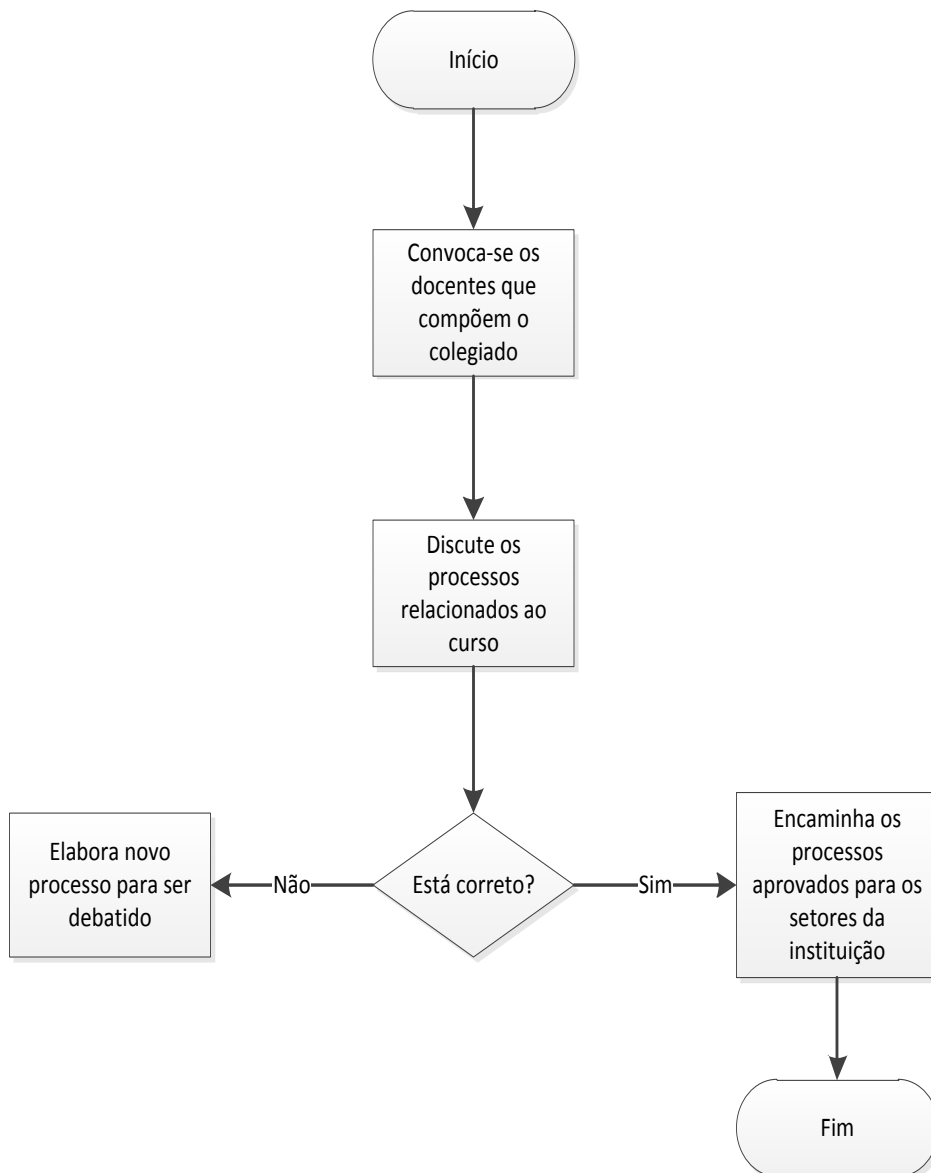 Início
Convoca-se os
docentes que
compõem o
colegiado
Discute os
processos
relacionados ao
curso
Elabora novo
processo para ser
debatido
Não
Está correto?
Sim
Encaminha os
processos
aprovados para os
setores da
instituição
Fim